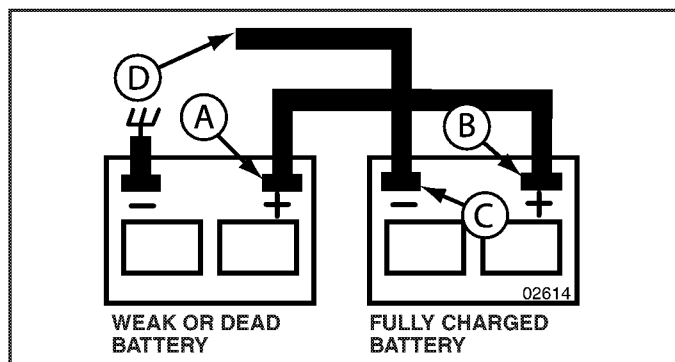 D
A
B
C
– +
– +
02614
WEAK OR DEAD
BATTERY
FULLY CHARGED
BATTERY